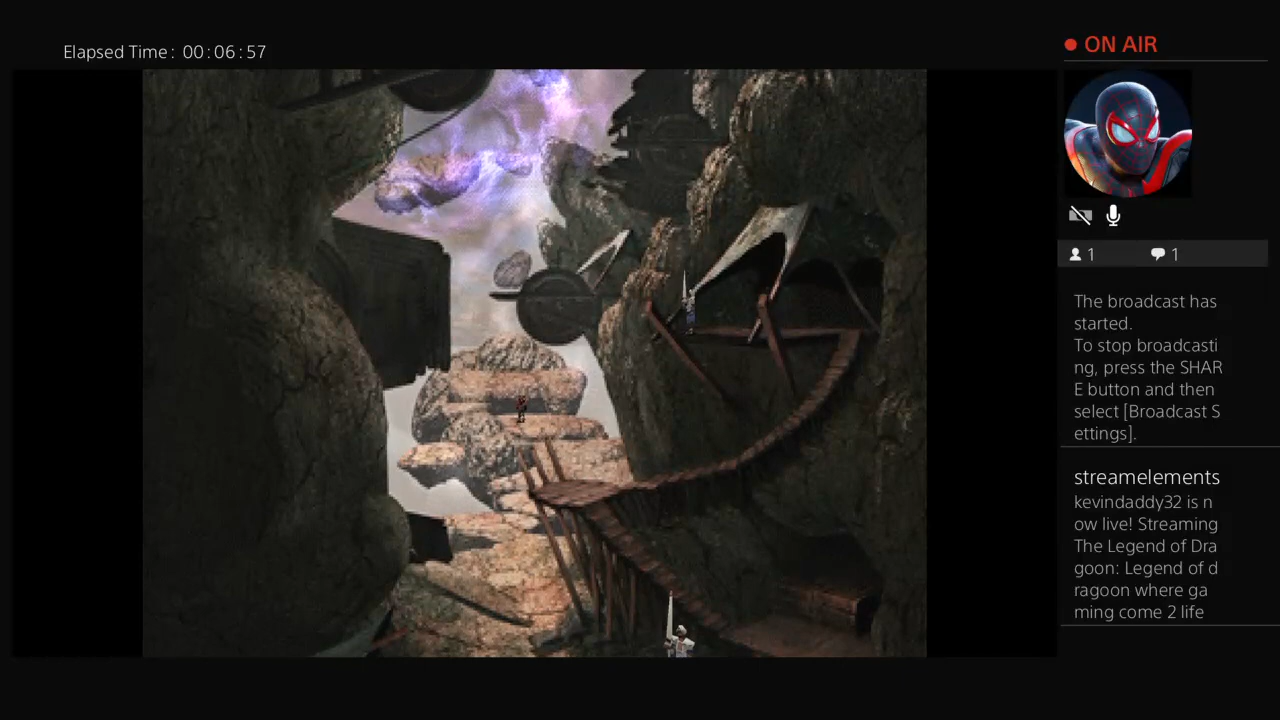 Elapsed Time: 00:06:57
ON AIR
1
1
The broadcast has
started.
To stop broadcasti
ng, press the SHAR
E button and then
select [Broadcast S
ettings].
streamelements
kevindaddy32 is n
ow live! Streaming
The Legend of Dra
goon: Legend of d
ragoon where ga
ming come 2 life